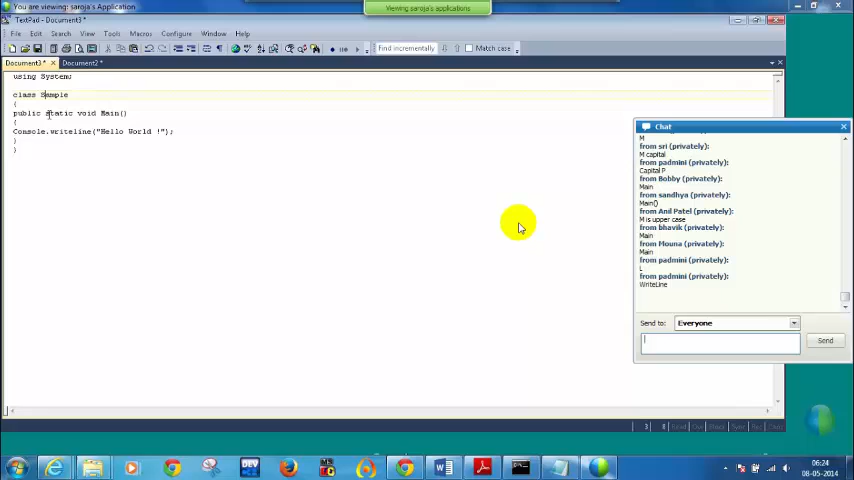 You are viewing: saroja's applications
Viewing saroja's applications
TextPad - Document3 *
File Edit Search View Tools Macros Configure Window Help
Find incrementally
Match case
Document3 *
Document2 *
using System;
class Sample
{
public static void Main()
{
Console.writeline("Hello World !");
}
}
Chat
M
from sri (privately):
M capital
from padmini (privately):
Capital P
from Bobby (privately):
Main
from sandhya (privately):
Main()
from Anil Patel (privately):
M is upper case
from bhavik (privately):
Main
from Mouna (privately):
Main
from padmini (privately):
L
from padmini (privately):
WriteLine
Send to: Everyone
Send
3 8
DEV
06:24
08-05-2014